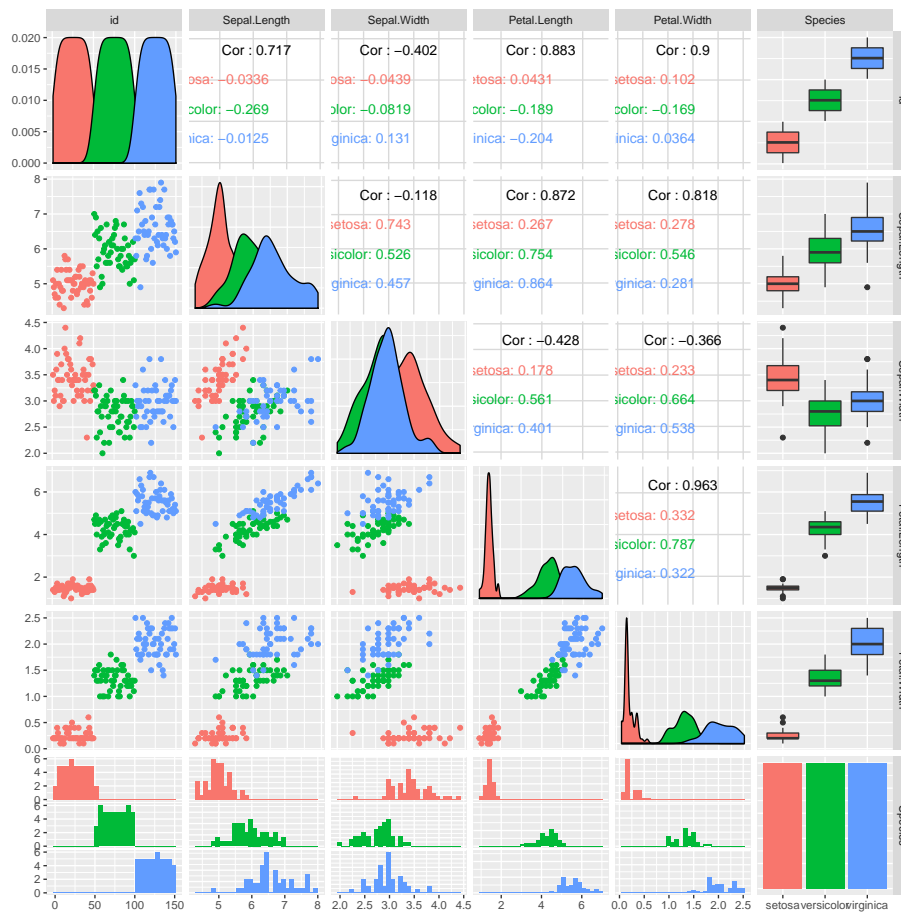 id Sepal.Length Sepal.Width Petal.Length Petal.Width Species
0.020 0.015 0.010 0.005 0.000
Cor : 0.717
osa: −0.0336
color: −0.269
inica: −0.0125
Cor : −0.402
osa: −0.0439
color: −0.0819
virginica: 0.131
Cor : 0.883
etosa: 0.0431
color: −0.189
inica: −0.204
Cor : 0.9
setosa: 0.102
color: −0.169
ginica: 0.0364
8 7 6 5
Cor : −0.118
setosa: 0.743
sicolor: 0.526
rginica: 0.457
Cor : 0.872
etosa: 0.267
sicolor: 0.754
ginica: 0.864
Cor : 0.818
setosa: 0.278
sicolor: 0.546
rginica: 0.281
4.5 4.0 3.5 3.0 2.5 2.0
Cor : −0.428
etosa: 0.178
sicolor: 0.561
ginica: 0.401
Cor : −0.366
setosa: 0.233
sicolor: 0.664
rginica: 0.538
6 4 2
Cor : 0.963
setosa: 0.332
sicolor: 0.787
rginica: 0.322
2.5 2.0 1.5 1.0 0.5 0.0
6 4 2 0
6 4 2 0
6 4 2 0
0 50 100 150 5 6 7 8 2.0 2.5 3.0 3.5 4.0 4.5 2 4 6 0.0 0.5 1.0 1.5 2.0 2.5 setosa versicolor virginica